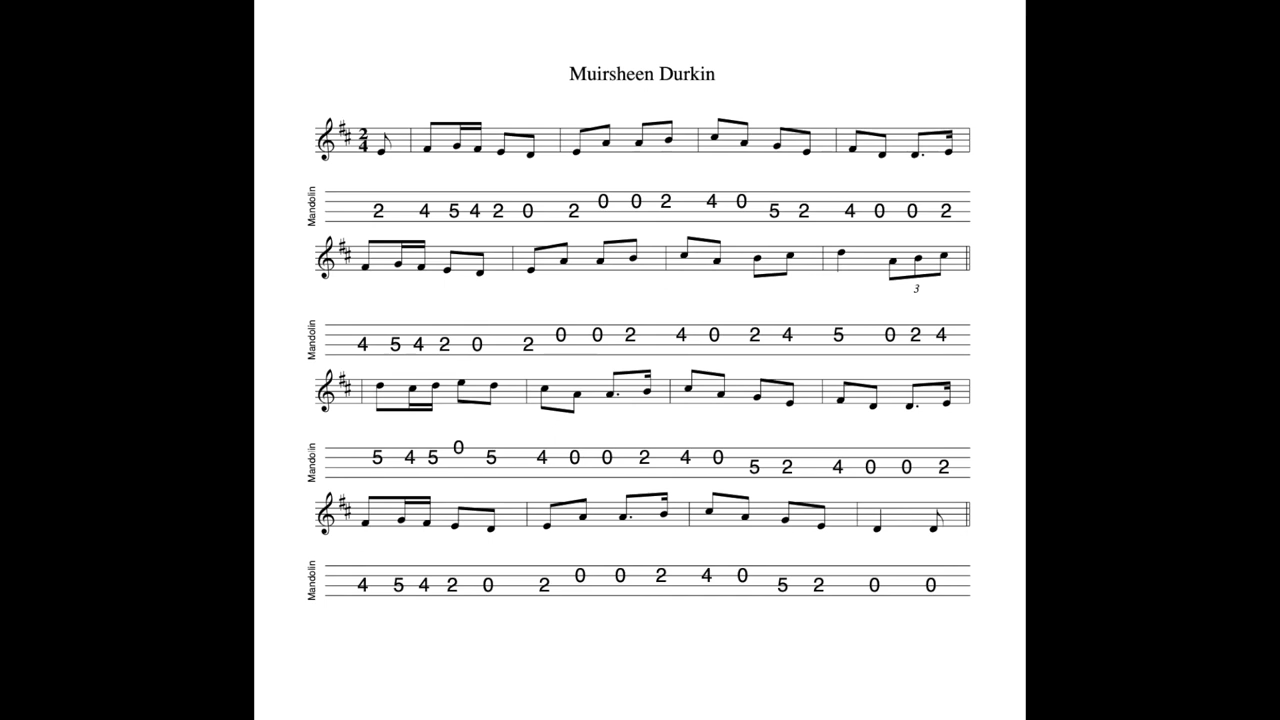 Muirsheen Durkin
2
4
Mandolin
2 4 5 4 2 0 2 0 0 2 4 0 5 2 4 0 0 2
3
Mandolin
4 5 4 2 0 2 0 0 2 4 0 2 4 5 0 2 4
Mandolin
5 4 5 0 5 4 0 0 2 4 0 5 2 4 0 0 2
Mandolin
4 5 4 2 0 2 0 0 2 4 0 5 2 0 0